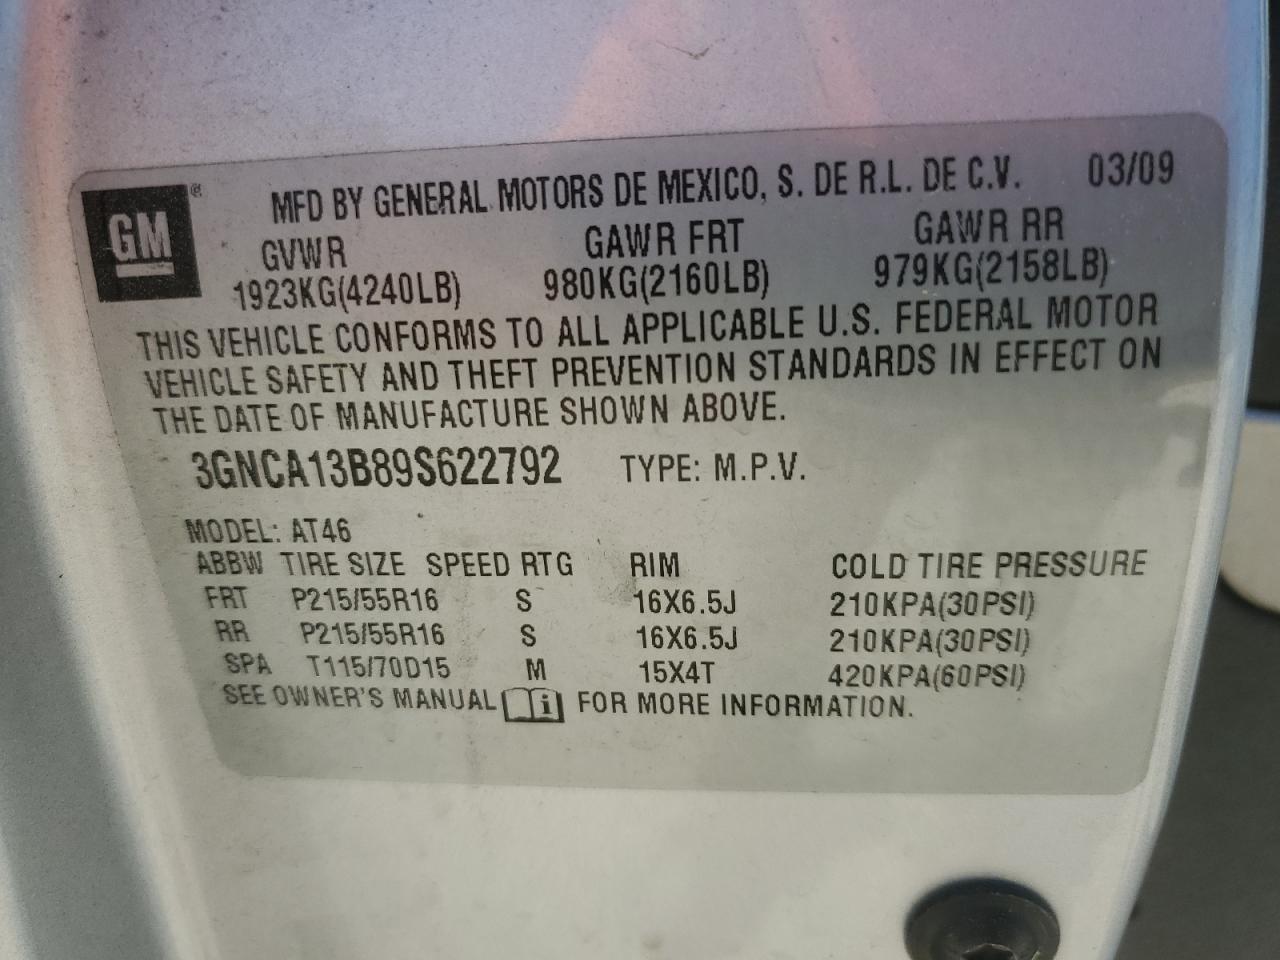 GM ® MFD BY GENERAL MOTORS DE MEXICO, S. DE R.L. DE C.V. 03/09
GVWR GAWR FRT GAWR RR
1923KG(4240LB) 980KG(2160LB) 979KG(2158LB)
THIS VEHICLE CONFORMS TO ALL APPLICABLE U.S. FEDERAL MOTOR
VEHICLE SAFETY AND THEFT PREVENTION STANDARDS IN EFFECT ON
THE DATE OF MANUFACTURE SHOWN ABOVE.
3GNCA13B89S622792 TYPE: M.P.V.
MODEL: AT46
ABBW TIRE SIZE SPEED RTG RIM COLD TIRE PRESSURE
FRT P215/55R16 S 16X6.5J 210KPA(30PSI)
RR P215/55R16 S 16X6.5J 210KPA(30PSI)
SPA T115/70D15 M 15X4T 420KPA(60PSI)
SEE OWNER'S MANUAL i FOR MORE INFORMATION.